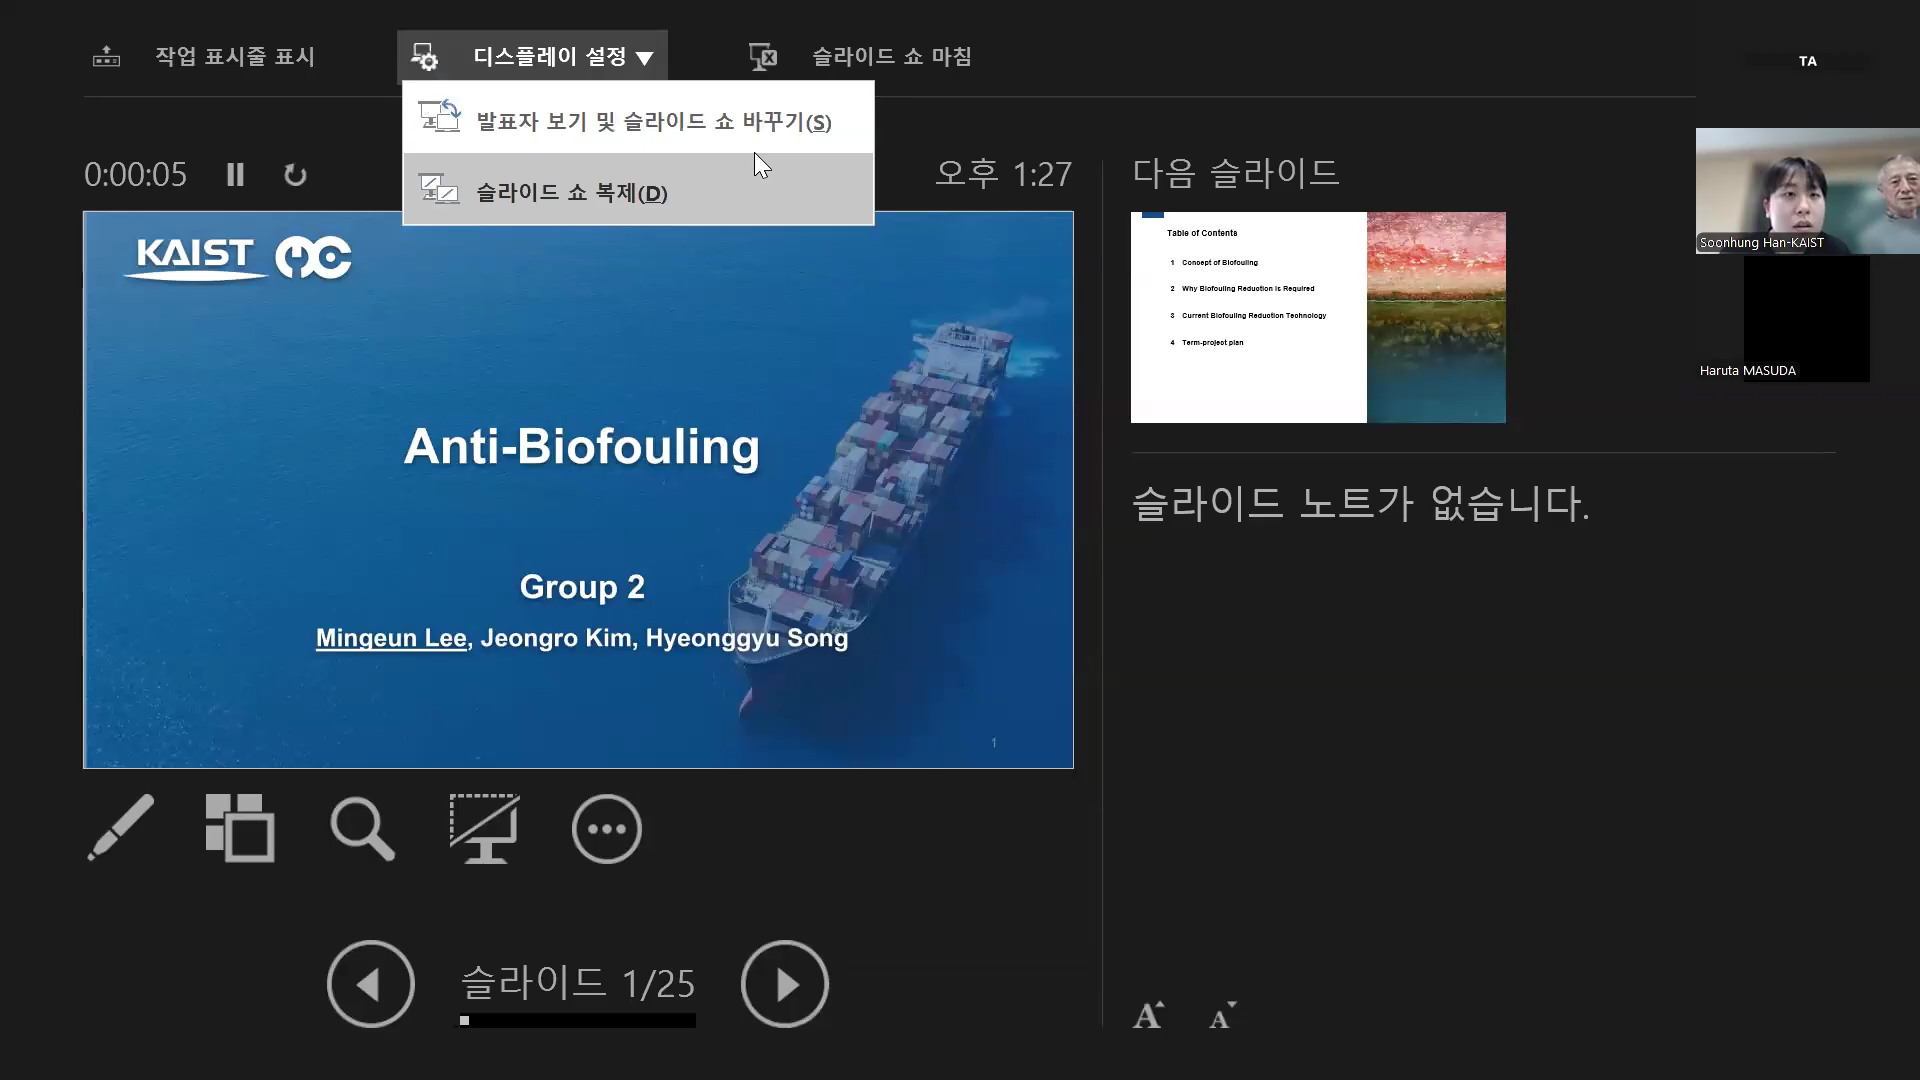 작업 표시줄 표시
디스플레이 설정 ▼
슬라이드 쇼 마침
발표자 보기 및 슬라이드 쇼 바꾸기(S)
슬라이드 쇼 복제(D)
0:00:05
오후 1:27
KAIST
Anti-Biofouling
Group 2
Mingeun Lee, Jeongro Kim, Hyeonggyu Song
1
슬라이드 1/25
다음 슬라이드
Table of Contents
1 Concept of Biofouling
2 Why Biofouling Reduction is Required
3 Current Biofouling Reduction Technology
4 Term-project plan
슬라이드 노트가 없습니다.
A A
TA
Soonhung Han-KAIST
Haruta MASUDA